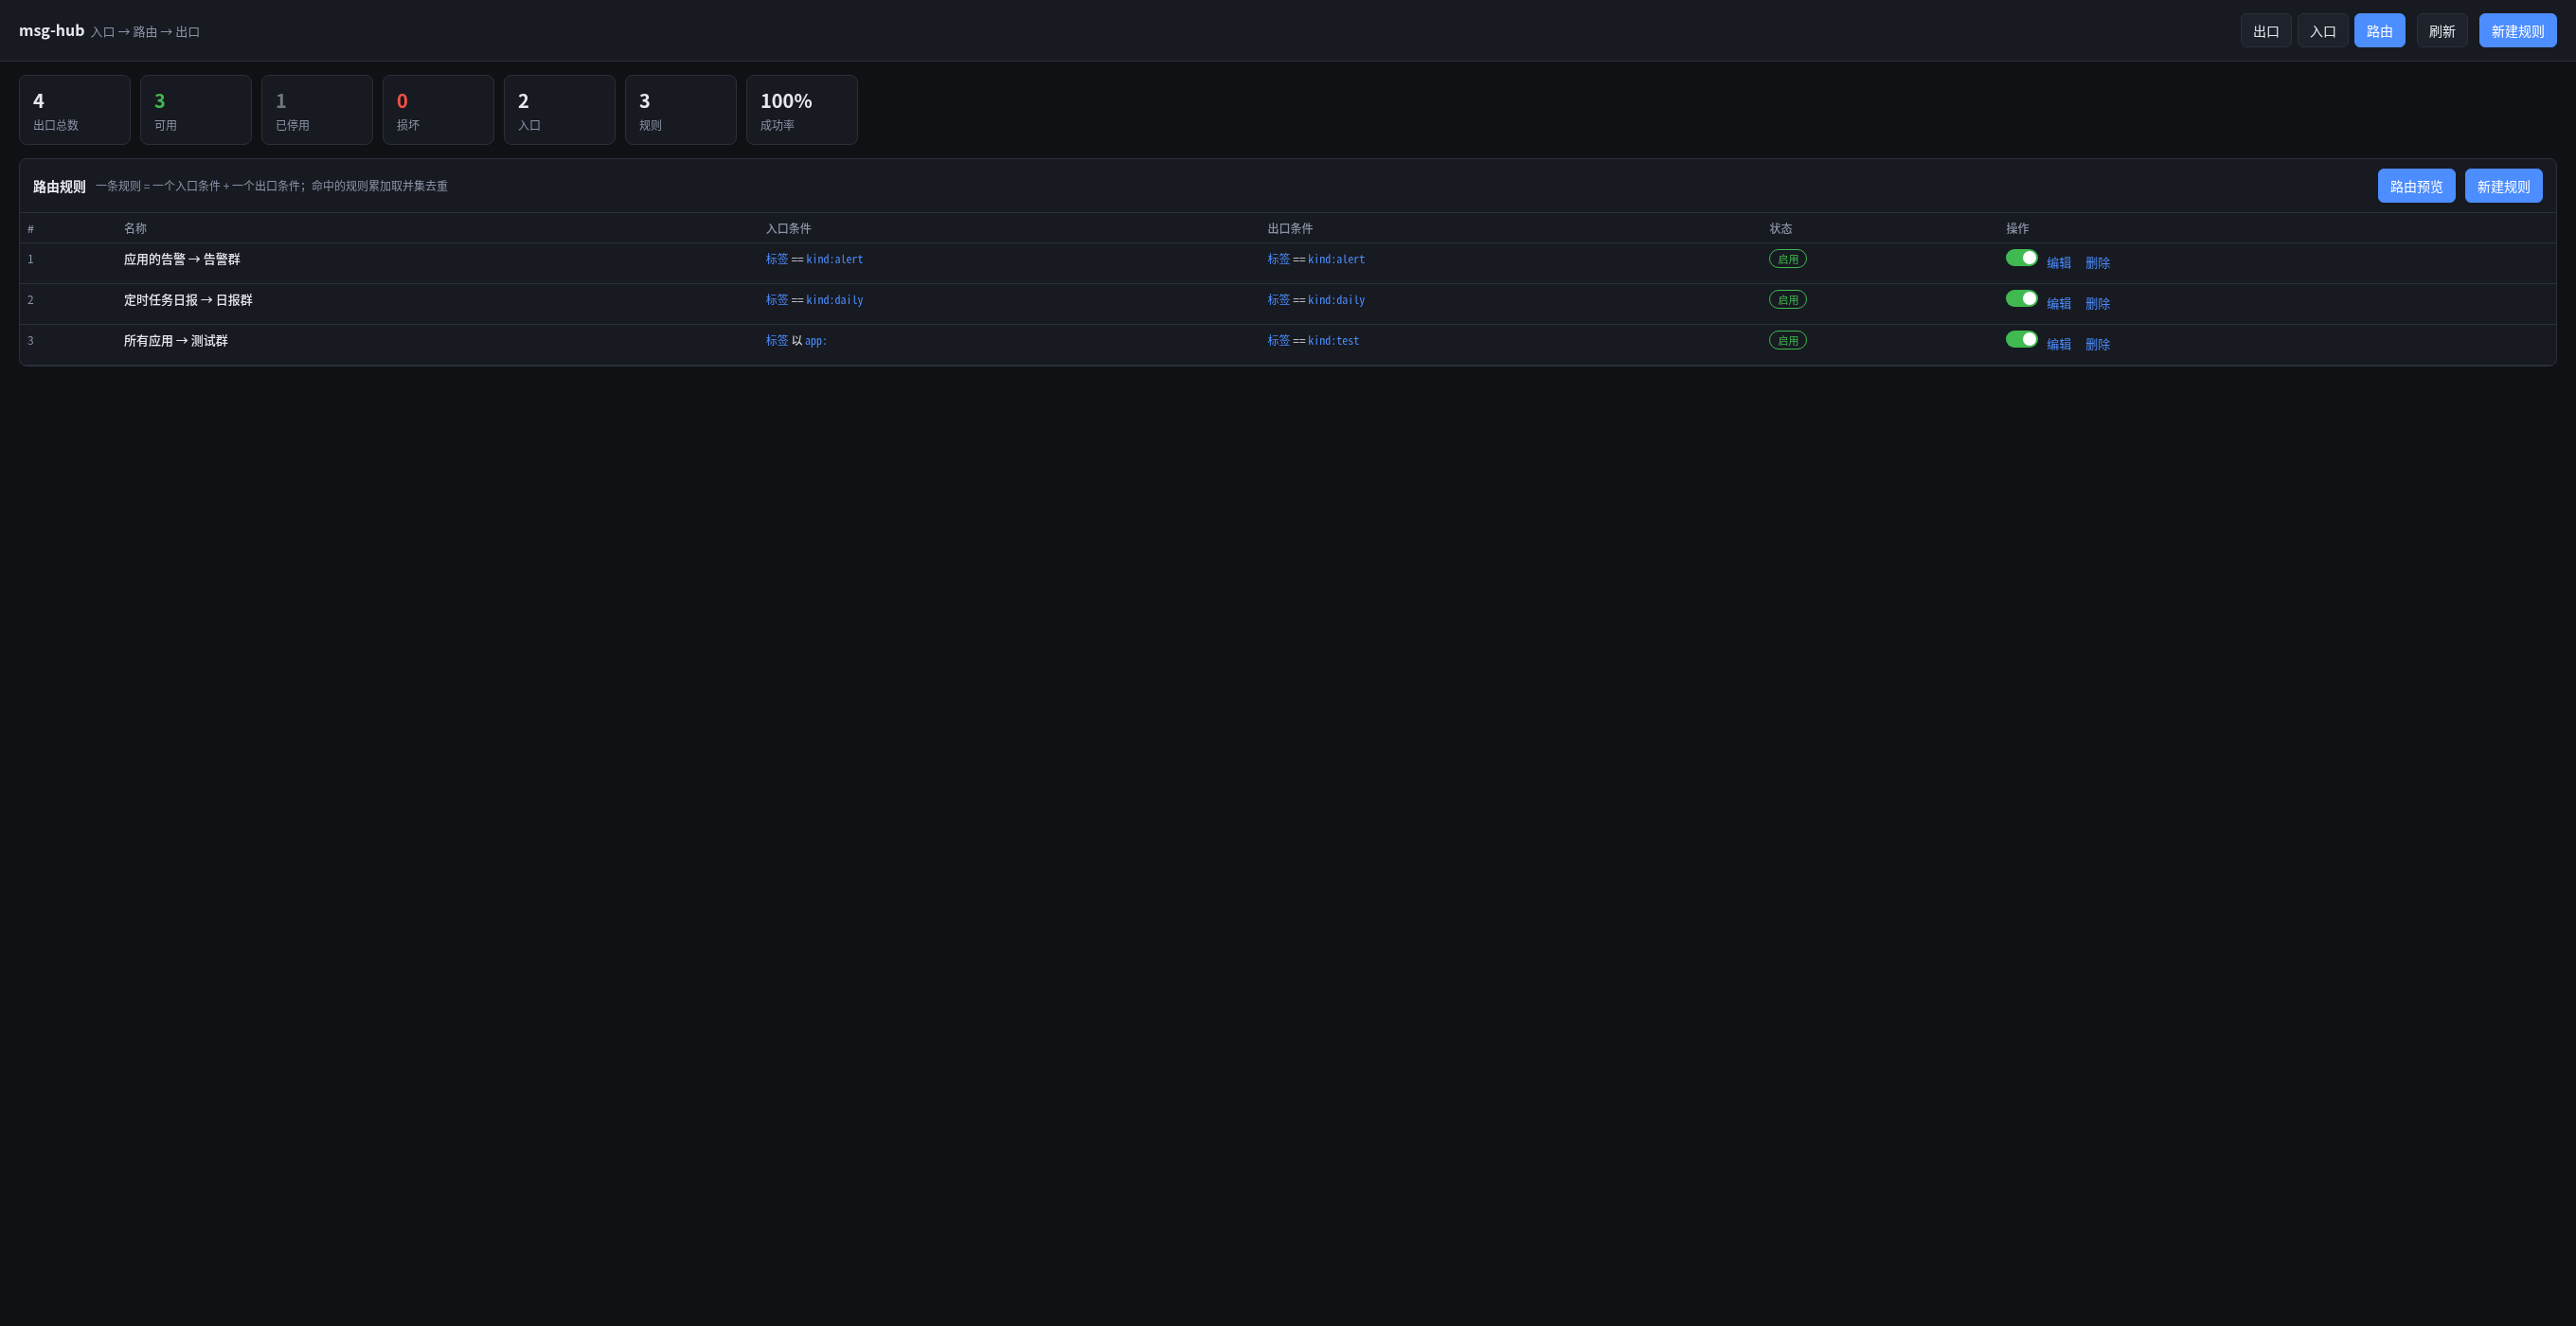 msg-hub 入口 → 路由 → 出口 出口 入口 路由 刷新 新建规则
4 3 1 0 2 3 100%
出口总数 可用 已停用 损坏 入口 规则 成功率
路由规则 一条规则 = 一个入口条件 + 一个出口条件；命中的规则累加取并集去重 路由预览 新建规则
# 名称 入口条件 出口条件 状态 操作
1 应用的告警 → 告警群 标签 == kind:alert 标签 == kind:alert 启用 编辑 删除
2 定时任务日报 → 日报群 标签 == kind:daily 标签 == kind:daily 启用 编辑 删除
3 所有应用 → 测试群 标签 以 app: 标签 == kind:test 启用 编辑 删除